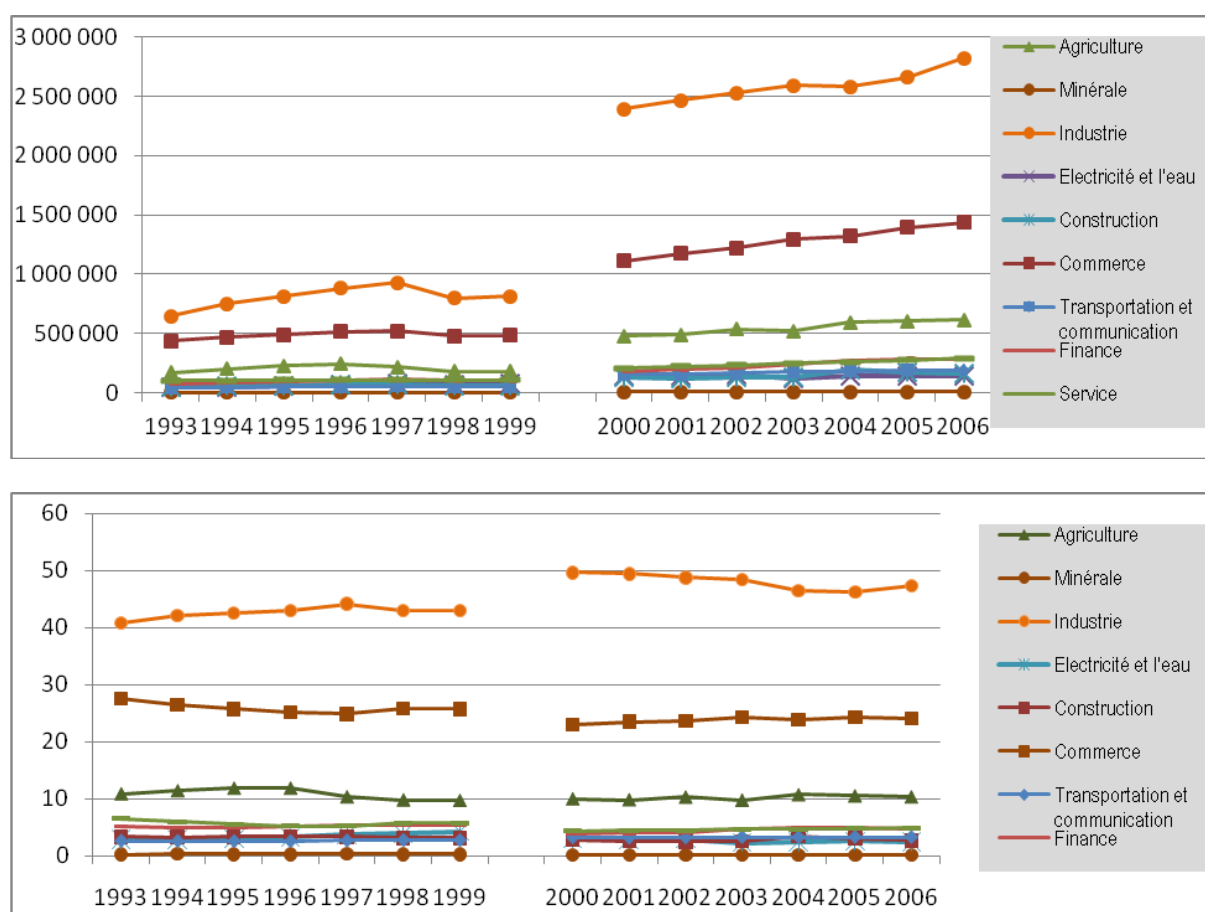 3 000 000
2 500 000
2 000 000
1 500 000
1 000 000
500 000
0
1993 1994 1995 1996 1997 1998 1999 2000 2001 2002 2003 2004 2005 2006
Agriculture
Minérale
Industrie
Electricité et l'eau
Construction
Commerce
Transportation et
communication
Finance
Service
60
50
40
30
20
10
0
1993 1994 1995 1996 1997 1998 1999 2000 2001 2002 2003 2004 2005 2006
Agriculture
Minérale
Industrie
Electricité et l'eau
Construction
Commerce
Transportation et
communication
Finance